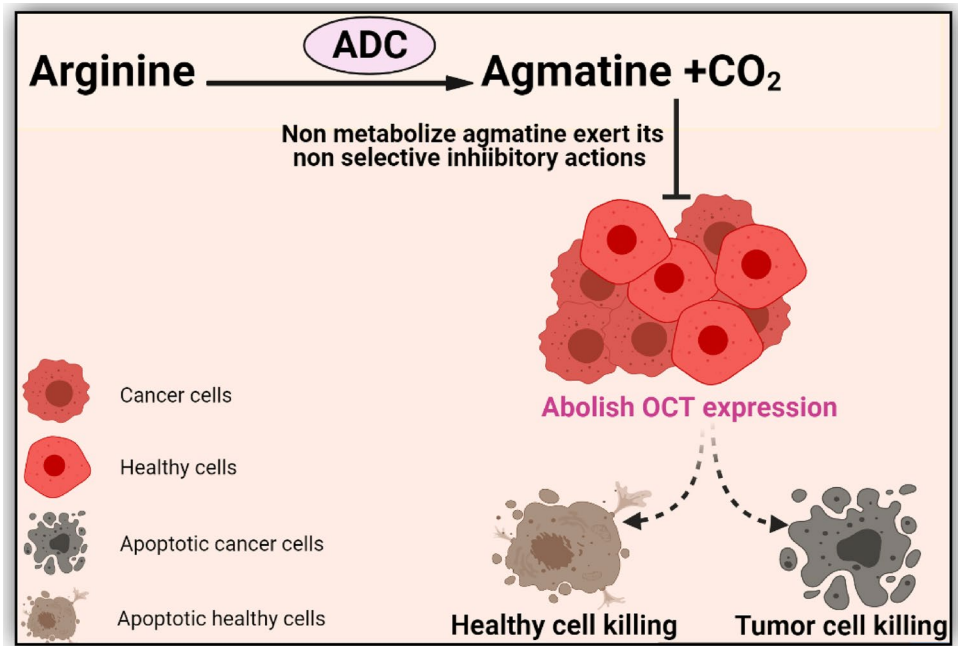 ADC
Arginine
Agmatine +CO₂
Non metabolize agmatine exert its
non selective inhiibitory actions
Abolish OCT expression
Cancer cells
Healthy cells
Apoptotic cancer cells
Apoptotic healthy cells
Healthy cell killing
Tumor cell killing